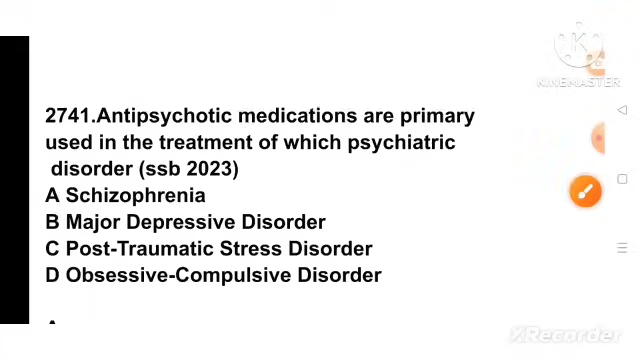 KINEMASTER
2741.Antipsychotic medications are primary
used in the treatment of which psychiatric
disorder (ssb 2023)
A Schizophrenia
B Major Depressive Disorder
C Post-Traumatic Stress Disorder
D Obsessive-Compulsive Disorder
XRecorder